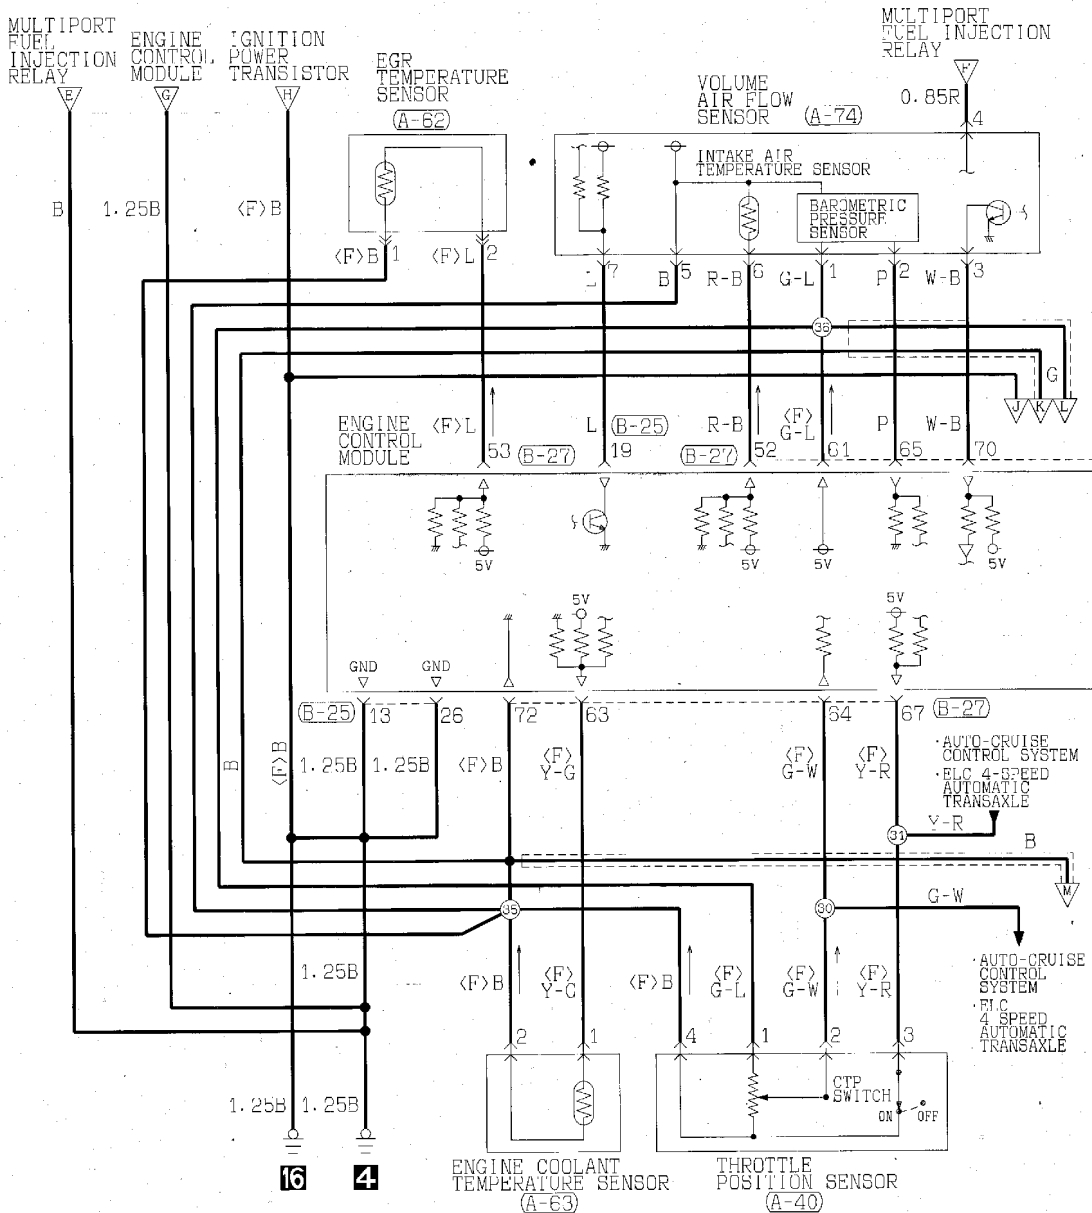 MULTIPORT
FUEL
INJECTION
RELAY
ENGINE
CONTROL
MODULE
IGNITION
POWER
TRANSISTOR
EGR
TEMPERATURE
SENSOR
(A-62)
VOLUME
AIR FLOW
SENSOR
(A-74)
MULTIPORT
FUEL INJECTION
RELAY
E
G
H
F
0.85R
4
INTAKE AIR
TEMPERATURE SENSOR
BAROMETRIC
PRESSURE
SENSOR
B
1.25B
<F>B
<F>B 1
<F>L 2
L 7
B 5
R-B 6
G-L 1
P 2
W-B 3
36
G
J
K
L
ENGINE
CONTROL
MODULE
<F>L
53
(B-27)
L
(B-25)
19
R-B
(B-27)
52
<F>
G-L
61
P
65
W-B
70
5V
5V
5V
5V
5V
5V
GND
GND
(B-25)
13
26
72
63
64
67
(B-27)
B
<F>B
1.25B
1.25B
<F>B
<F>
Y-G
<F>
G-W
<F>
Y-R
·AUTO-CRUISE
CONTROL SYSTEM
·ELC 4-SPEED
AUTOMATIC
TRANSAXLE
31
Y-R
B
M
35
30
G-W
1.25B
<F>B
<F>
Y-G
<F>B
<F>
G-L
<F>
G-W
<F>
Y-R
·AUTO-CRUISE
CONTROL
SYSTEM
·ELC
4 SPEED
AUTOMATIC
TRANSAXLE
2
1
4
1
2
3
CTP
SWITCH
ON
OFF
1.25B
1.25B
16
4
ENGINE COOLANT
TEMPERATURE SENSOR
(A-63)
THROTTLE
POSITION SENSOR
(A-40)